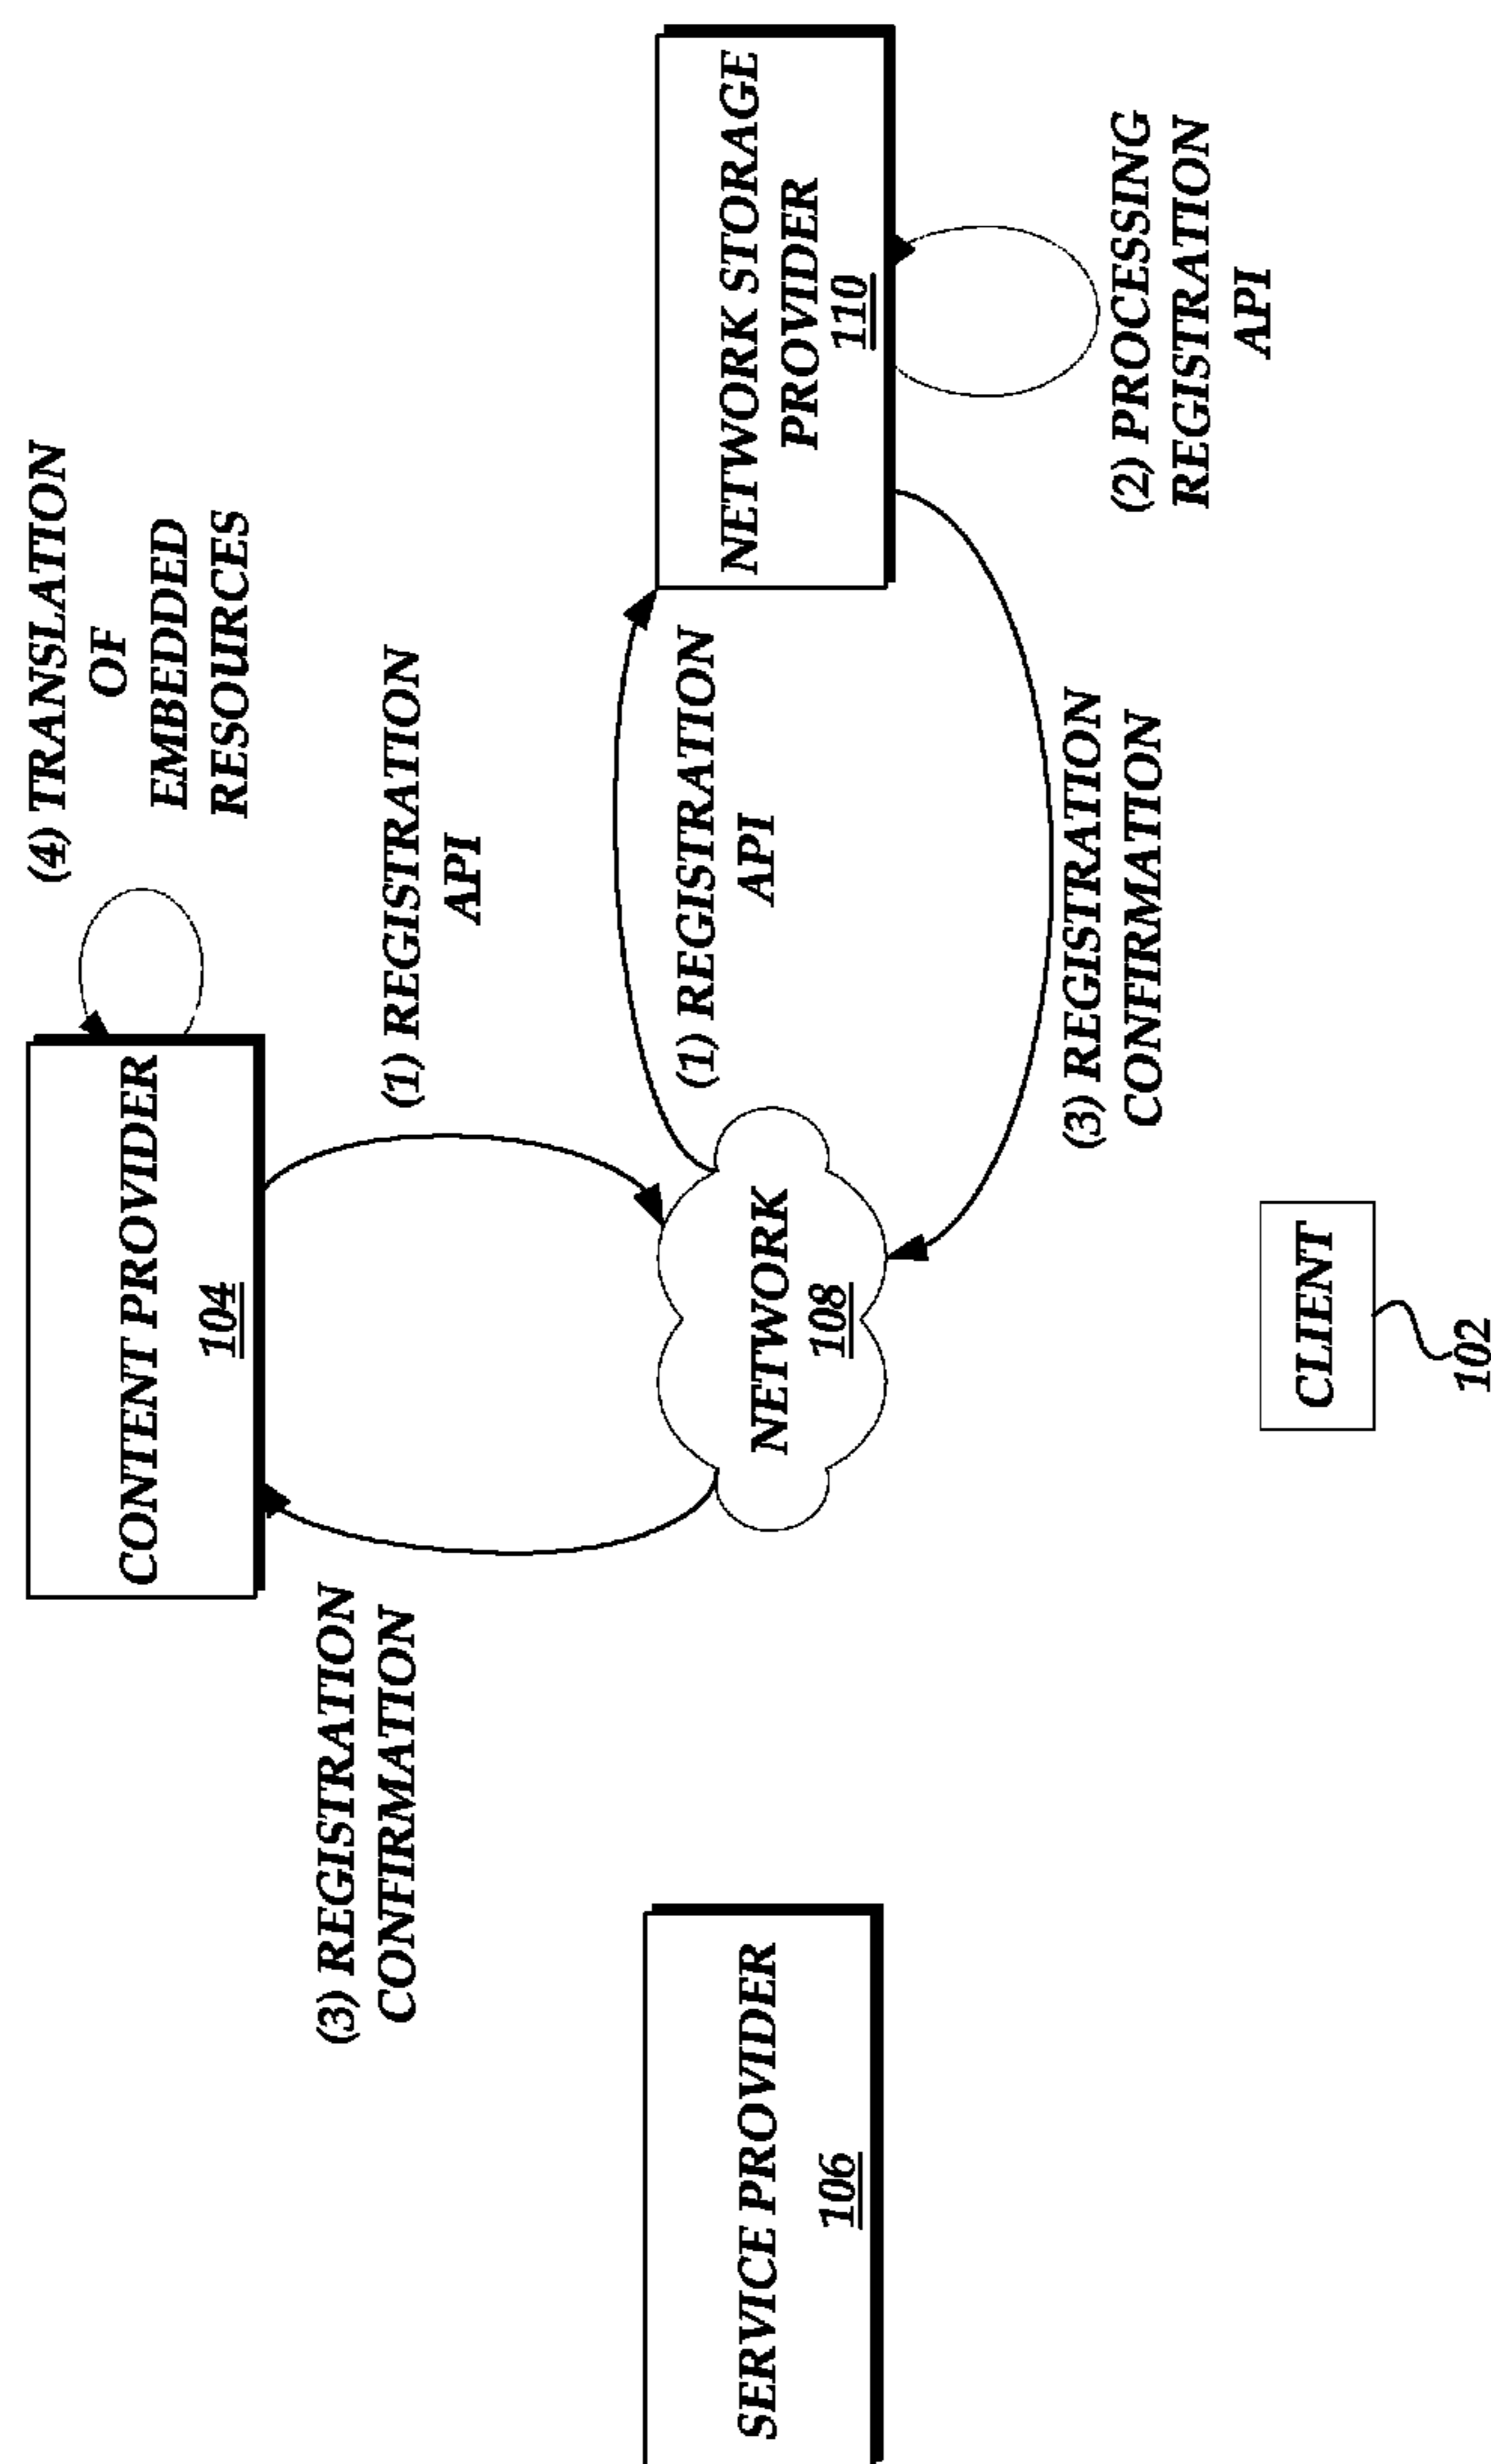 (4) TRANSLATION
OF
EMBEDDED
RESOURCES
CONTENT PROVIDER
104
(3) REGISTRATION
CONFIRMATION
(1) REGISTRATION
API
SERVICE PROVIDER
106
NETWORK
108
(1) REGISTRATION
API
NETWORK STORAGE
PROVIDER
110
(3) REGISTRATION
CONFIRMATION
(2) PROCESSING
REGISTRATION
API
CLIENT
102